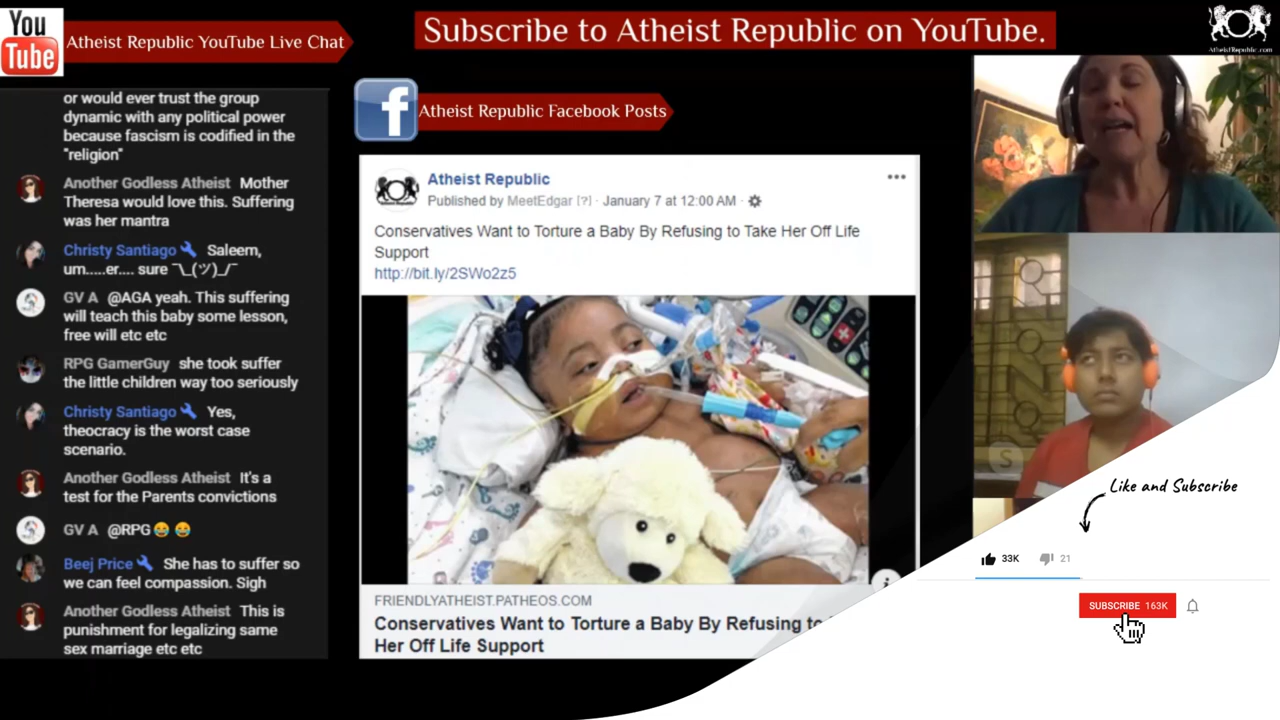 You
Tube
Atheist Republic YouTube Live Chat
Subscribe to Atheist Republic on YouTube.
AtheistRepublic.com
or would ever trust the group
dynamic with any political power
because fascism is codified in the
"religion"
Another Godless Atheist Mother
Theresa would love this. Suffering
was her mantra
Christy Santiago Saleem,
um.....er.... sure ¯\_(ツ)_/¯
GV A @AGA yeah. This suffering
will teach this baby some lesson,
free will etc etc
RPG GamerGuy she took suffer
the little children way too seriously
Christy Santiago Yes,
theocracy is the worst case
scenario.
Another Godless Atheist It's a
test for the Parents convictions
GV A @RPG😂 😂
Beej Price She has to suffer so
we can feel compassion. Sigh
Another Godless Atheist This is
punishment for legalizing same
sex marriage etc etc
f
Atheist Republic Facebook Posts
Atheist Republic
Published by MeetEdgar [?] · January 7 at 12:00 AM ·
Conservatives Want to Torture a Baby By Refusing to Take Her Off Life
Support
http://bit.ly/2SWo2z5
i
FRIENDLYATHEIST.PATHEOS.COM
Conservatives Want to Torture a Baby By Refusing to
Her Off Life Support
S
Like and Subscribe
33K
21
SUBSCRIBE 163K